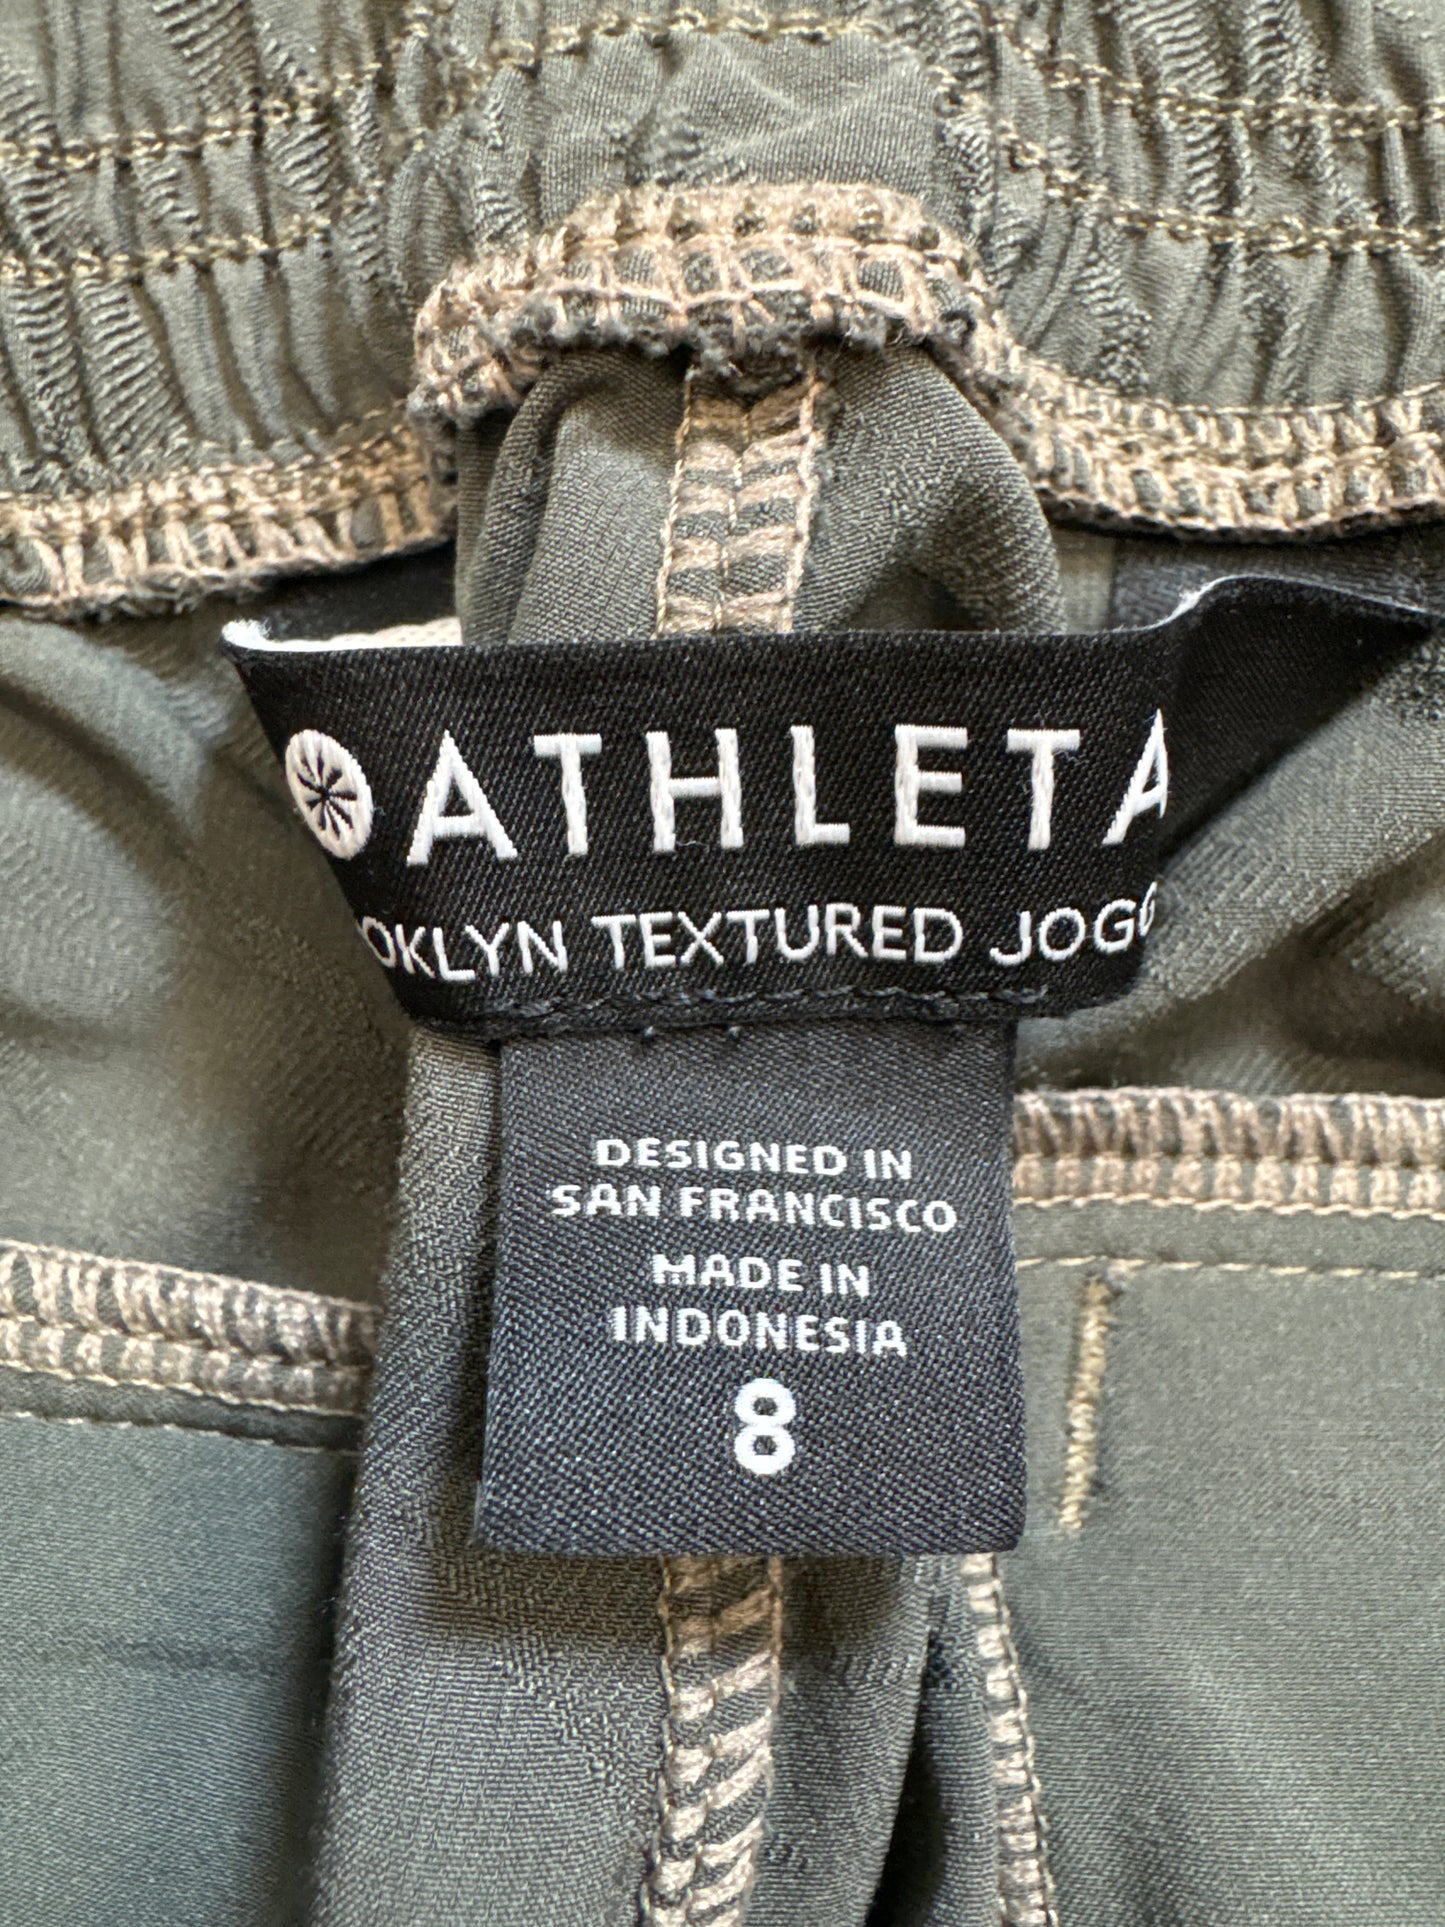 ATHLETA
OKLYN TEXTURED JOGG
DESIGNED IN
SAN FRANCISCO
MADE IN
INDONESIA
8